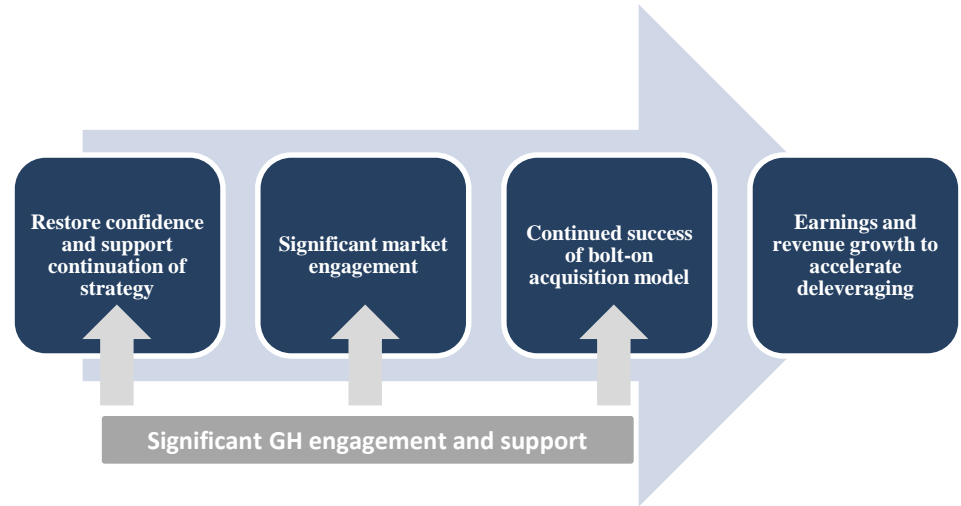 Restore confidence
and support
continuation of
strategy
Significant market
engagement
Continued success
of bolt-on
acquisition model
Earnings and
revenue growth to
accelerate
deleveraging
Significant GH engagement and support